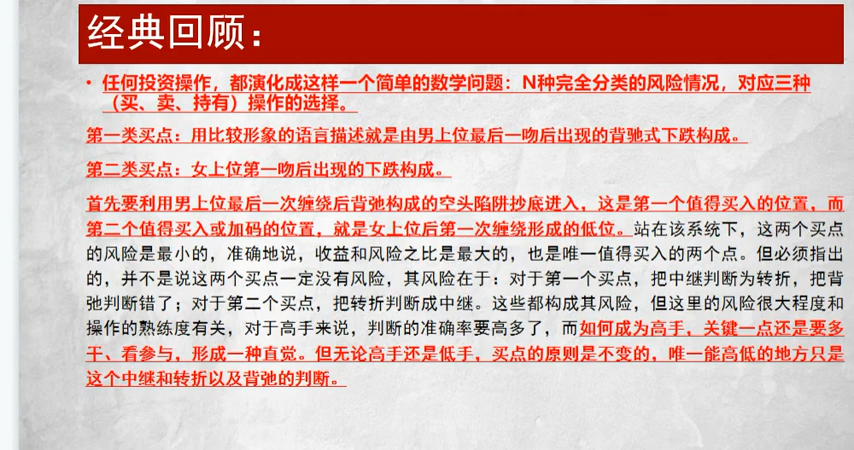 经典回顾：
• 任何投资操作，都演化成这样一个简单的数学问题：N种完全分类的风险情况，对应三种
（买、卖、持有）操作的选择。
第一类买点：用比较形象的语言描述就是由男上位最后一吻后出现的背驰式下跌构成。
第二类买点：女上位第一吻后出现的下跌构成。
首先要利用男上位最后一次缠绕后背驰构成的空头陷阱抄底进入，这是第一个值得买入的位置，而
第二个值得买入或加码的位置，就是女上位后第一次缠绕形成的低位。站在该系统下，这两个买点
的风险是最小的，准确地说，收益和风险之比是最大的，也是唯一值得买入的两个点。但必须指出
的，并不是说这两个买点一定没有风险，其风险在于：对于第一个买点，把中继判断为转折，把背
驰判断错了；对于第二个买点，把转折判断成中继。这些都构成其风险，但这里的风险很大程度和
操作的熟练度有关，对于高手来说，判断的准确率要高多了，而如何成为高手，关键一点还是要多
干、看参与，形成一种直觉。但无论高手还是低手，买点的原则是不变的，唯一能高低的地方只是
这个中继和转折以及背驰的判断。